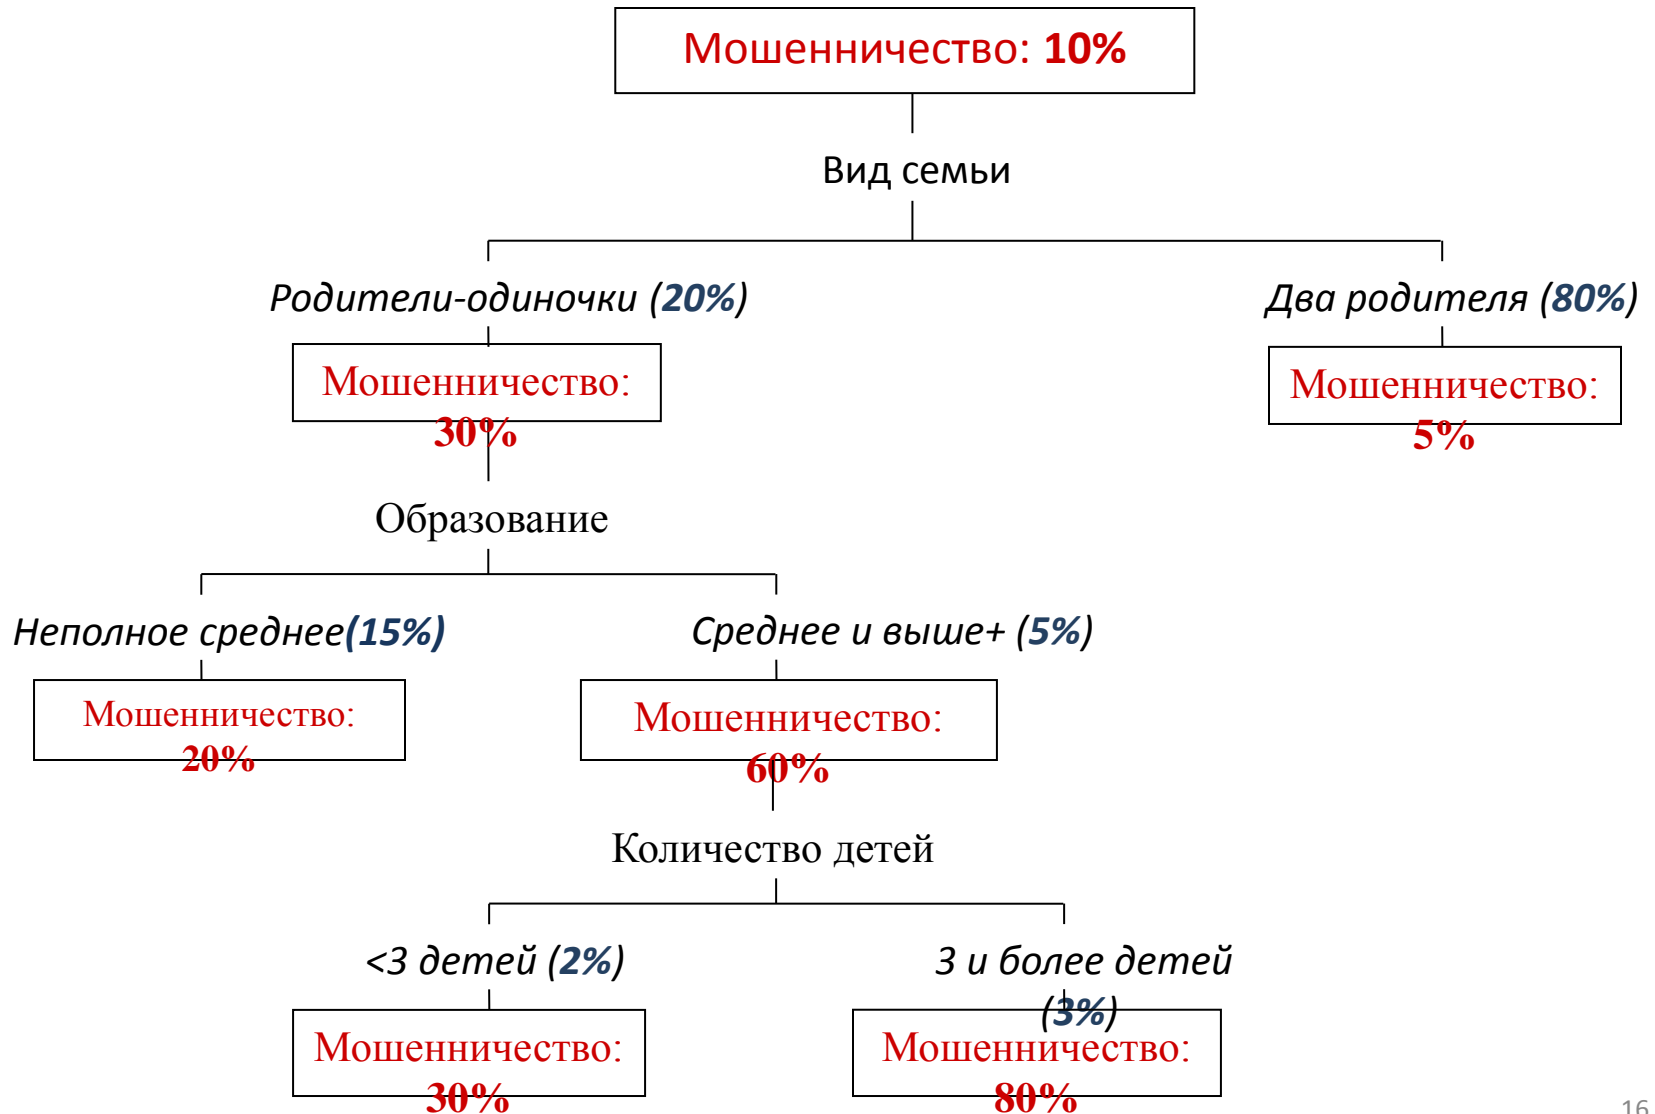 Мошенничество: 10%
Вид семьи
Родители-одиночки (20%)
Два родителя (80%)
Мошенничество:
30%
Мошенничество:
5%
Образование
Неполное среднее(15%)
Среднее и выше+ (5%)
Мошенничество:
20%
Мошенничество:
60%
Количество детей
<3 детей (2%)
3 и более детей
(3%)
Мошенничество:
30%
Мошенничество:
80%
16